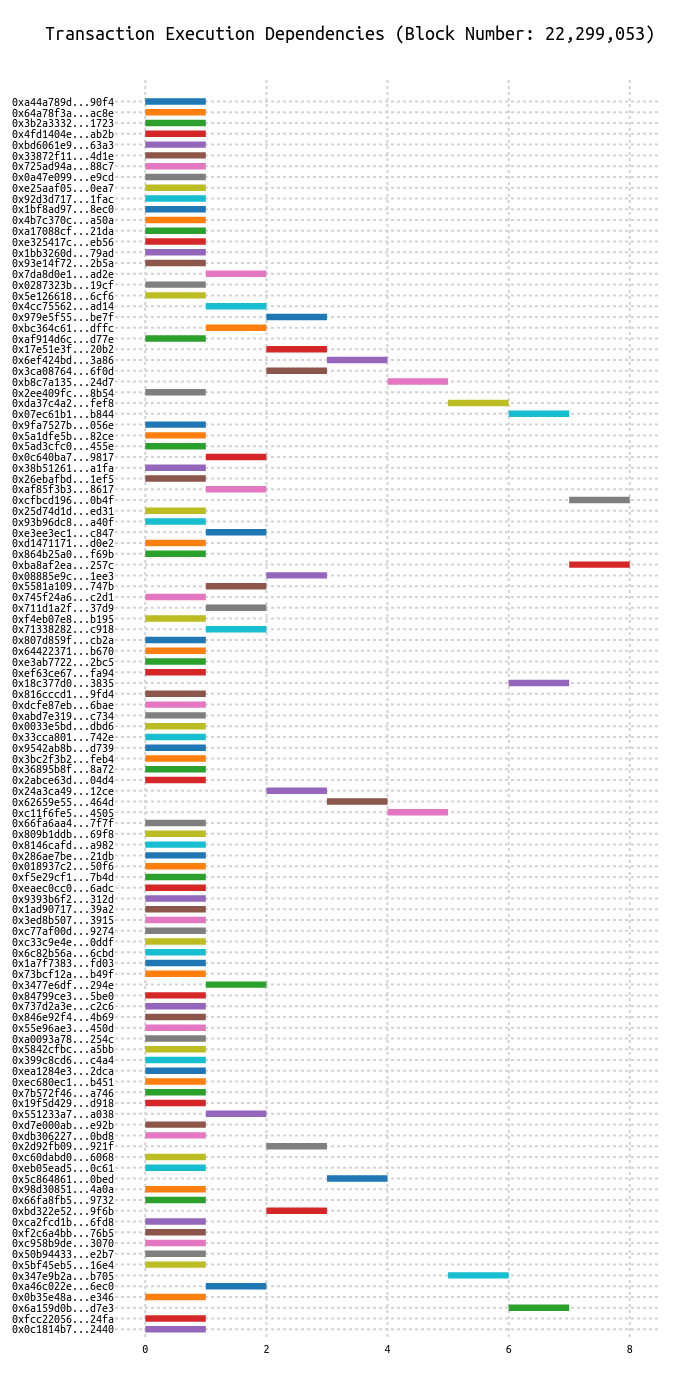 Transaction Execution Dependencies (Block Number: 22,299,053)
0xa44a789d...90f4
0x64a78f3a...ac8e
0x3b2a3332...1723
0x4fd1404e...ab2b
0xbd6061e9...63a3
0x33872f11...4d1e
0x725ad94a...88c7
0x0a47e099...e9cd
0xe25aaf05...0ea7
0x92d3d717...1fac
0x1bf8ad97...8ec0
0x4b7c370c...a50a
0xa17088cf...21da
0xe325417c...eb56
0x1bb3260d...79ad
0x93e14f72...2b5a
0x7da8d0e1...ad2e
0x0287323b...19cf
0x5e126618...6cf6
0x4cc75562...ad14
0x979e5f55...be7f
0xbc364c61...dffc
0xaf914d6c...d77e
0x17e51e3f...20b2
0x6ef424bd...3a86
0x3ca08764...6f0d
0xb8c7a135...24d7
0x2ee409fc...8b54
0xda37c4a2...fef8
0x07ec61b1...b844
0x9fa7527b...056e
0x5a1dfe5b...82ce
0x5ad3cfc0...455e
0x0c640ba7...9817
0x38b51261...a1fa
0x26ebafbd...1ef5
0xaf85f3b3...8617
0xcfbcd196...0b4f
0x25d74d1d...ed31
0x93b96dc8...a40f
0xe3ee3ec1...c847
0xd1471171...d0e2
0x864b25a0...f69b
0xba8af2ea...257c
0x08885e9c...1ee3
0x5581a109...747b
0x745f24a6...c2d1
0x711d1a2f...37d9
0xf4eb07e8...b195
0x71338282...c918
0x807d859f...cb2a
0x64422371...b670
0xe3ab7722...2bc5
0xef63ce67...fa94
0x18c377d0...3835
0x816cccd1...9fd4
0xdcfe87eb...6bae
0xabd7e319...c734
0x0033e5bd...dbd6
0x33cca801...742e
0x9542ab8b...d739
0x3bc2f3b2...feb4
0x36895b8f...8a72
0x2abce63d...04d4
0x24a3ca49...12ce
0x62659e55...464d
0xc11f6fe5...4505
0x66fa6aa4...7f7f
0x809b1ddb...69f8
0x8146cafd...a982
0x286ae7be...21db
0x018937c2...50f6
0xf5e29cf1...7b4d
0xeaec0cc0...6adc
0x9393b6f2...312d
0x1ad90717...39a2
0x3ed8b507...3915
0xc77af00d...9274
0xc33c9e4e...0ddf
0x6c82b56a...6cbd
0x1a7f7383...fd03
0x73bcf12a...b49f
0x3477e6df...294e
0x84799ce3...5be0
0x737d2a3e...c2c6
0x846e92f4...4b69
0x55e96ae3...450d
0xa0093a78...254c
0x5842cfbc...a5bb
0x399c8cd6...c4a4
0xea1284e3...2dca
0xec680ec1...b451
0x7b572f46...a746
0x19f5d429...d918
0x551233a7...a038
0xd7e000ab...e92b
0xdb306227...0bd8
0x2d92fb09...921f
0xc60dabd0...6068
0xeb05ead5...0c61
0x5c864861...0bed
0x98d30851...4a0a
0x66fa8fb5...9732
0xbd322e52...9f6b
0xca2fcd1b...6fd8
0xf2c6a4bb...76b5
0xc958b9de...3070
0x50b94433...e2b7
0x5bf45eb5...16e4
0x347e9b2a...b705
0xa46c022e...6ec0
0x0b35e48a...e346
0x6a159d0b...d7e3
0xfcc22056...24fa
0x0c1814b7...2440
0 2 4 6 8